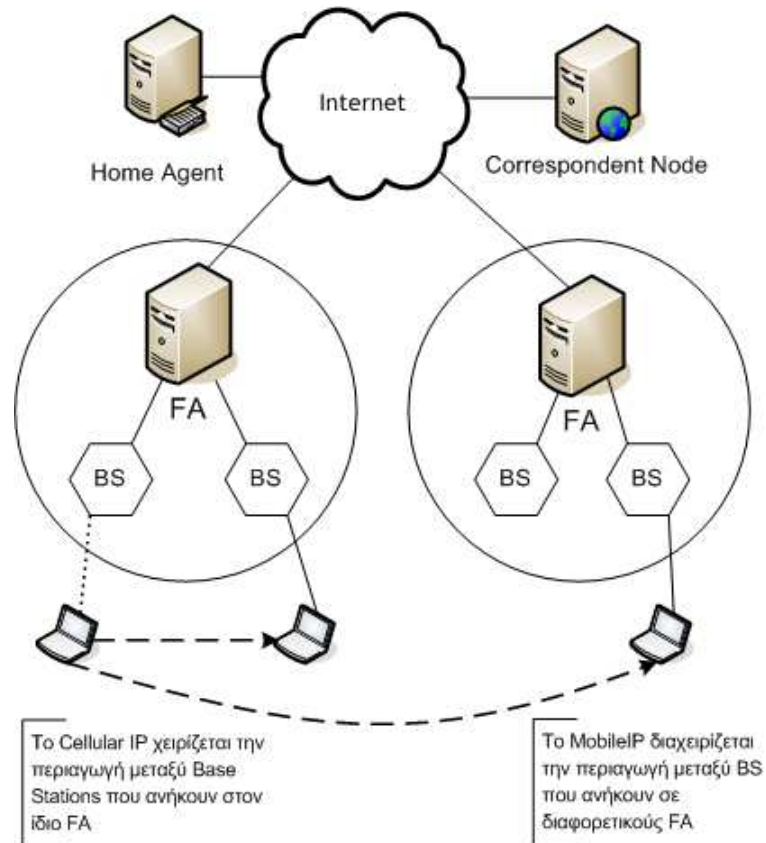 Internet
Home Agent
Correspondent Node
FA
FA
BS
BS
BS
BS
Το Cellular IP χειρίζεται την
περιαγωγή μεταξύ Base
Stations που ανήκουν στον
ίδιο FA
Το MobileIP διαχειρίζεται
την περιαγωγή μεταξύ BS
που ανήκουν σε
διαφορετικούς FA